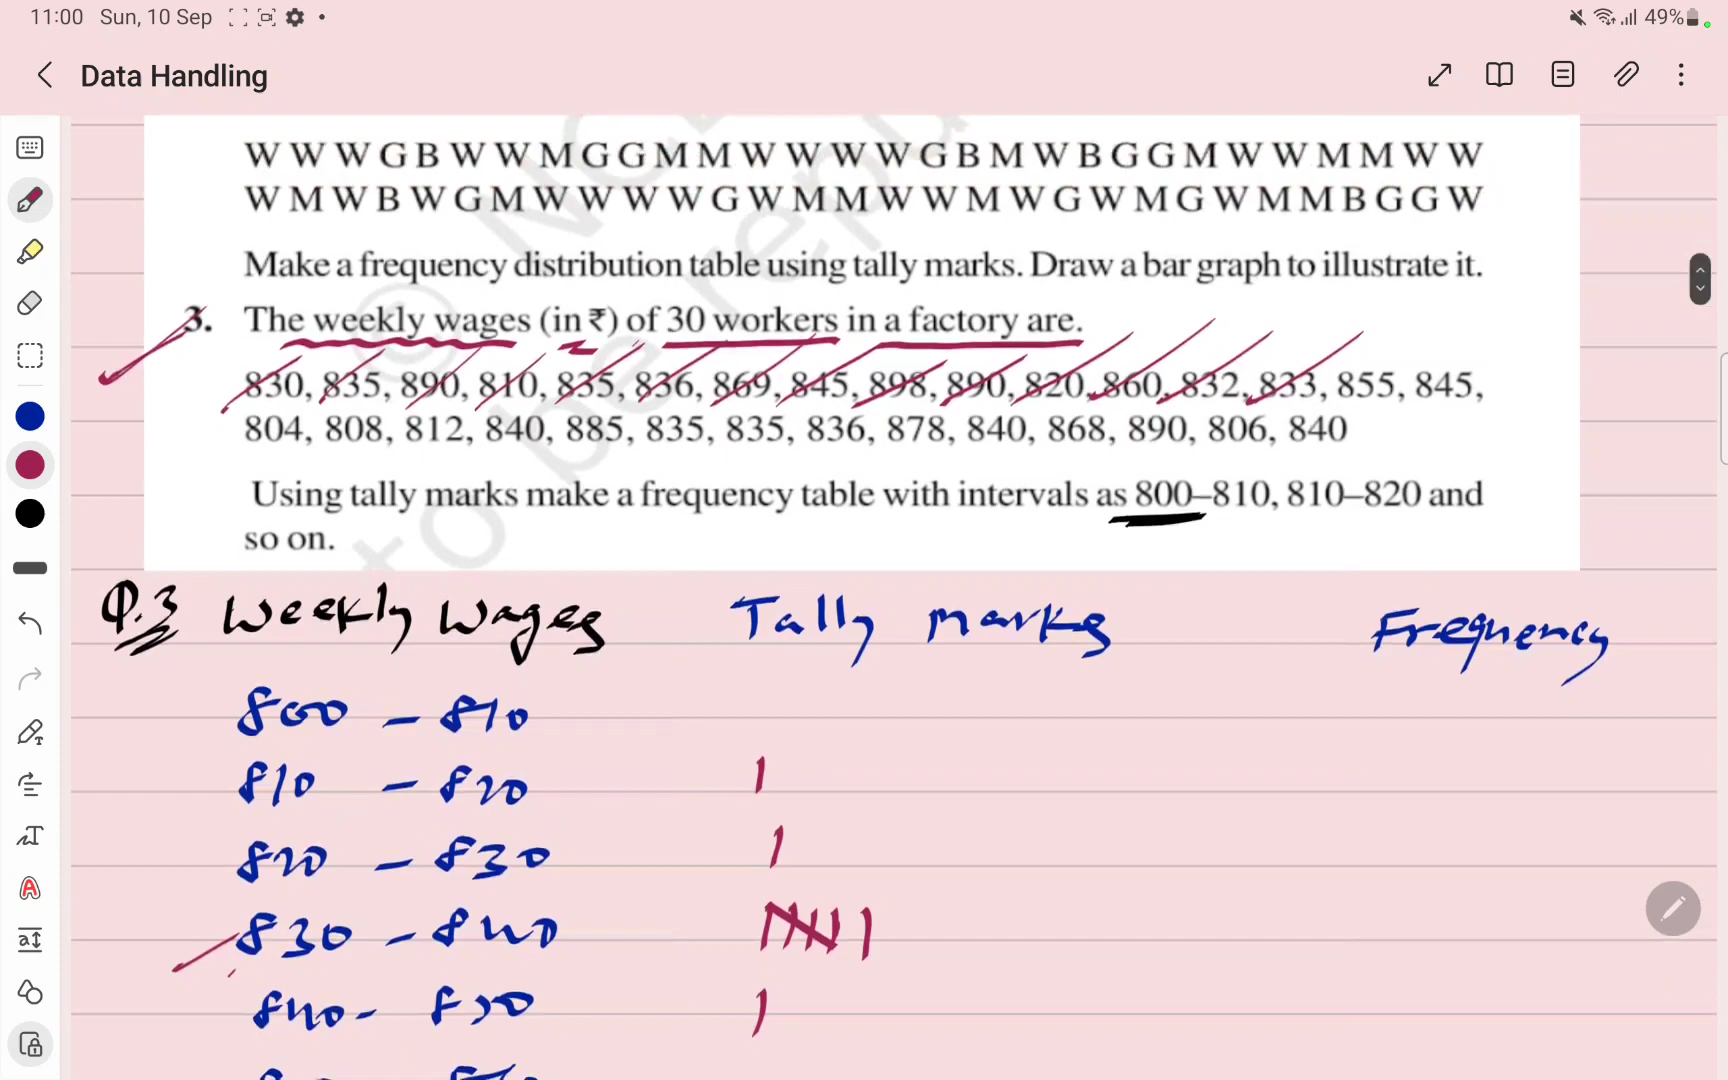 11:00 Sun, 10 Sep
49%
Data Handling
W W W G B W W M G G M M W W W W G B M W B G G M W W M M W W
W M W B W G M W W W W G W M M W W M W G W M G W M M B G G W
Make a frequency distribution table using tally marks. Draw a bar graph to illustrate it.
3. The weekly wages (in ₹) of 30 workers in a factory are.
830, 835, 890, 810, 835, 836, 869, 845, 898, 890, 820, 860, 832, 833, 855, 845,
804, 808, 812, 840, 885, 835, 835, 836, 878, 840, 868, 890, 806, 840
Using tally marks make a frequency table with intervals as 800–810, 810–820 and
so on.
Q.3 Weekly Wages Tally Marks Frequency
800 - 810
810 - 820
820 - 830
830 - 840
840 - 850